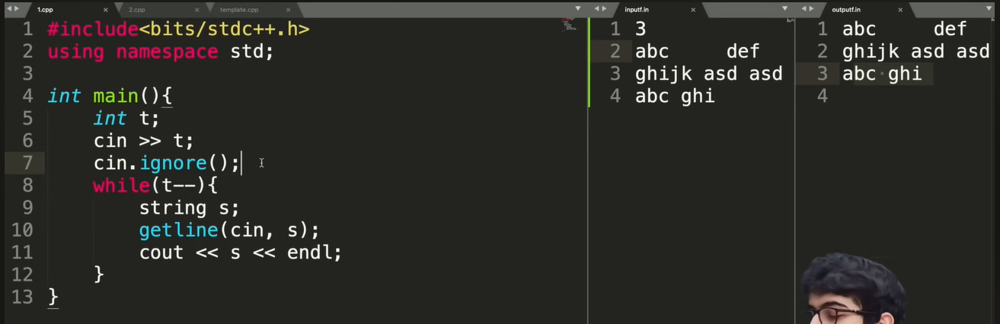 1.cpp 2.cpp template.cpp
1 #include<bits/stdc++.h>
2 using namespace std;
3
4 int main(){
5 int t;
6 cin >> t;
7 cin.ignore();
8 while(t--){
9 string s;
10 getline(cin, s);
11 cout << s << endl;
12 }
13 }
inputf.in
1 3
2 abc def
3 ghijk asd asd
4 abc ghi
outputf.in
1 abc def
2 ghijk asd asd
3 abc ghi
4